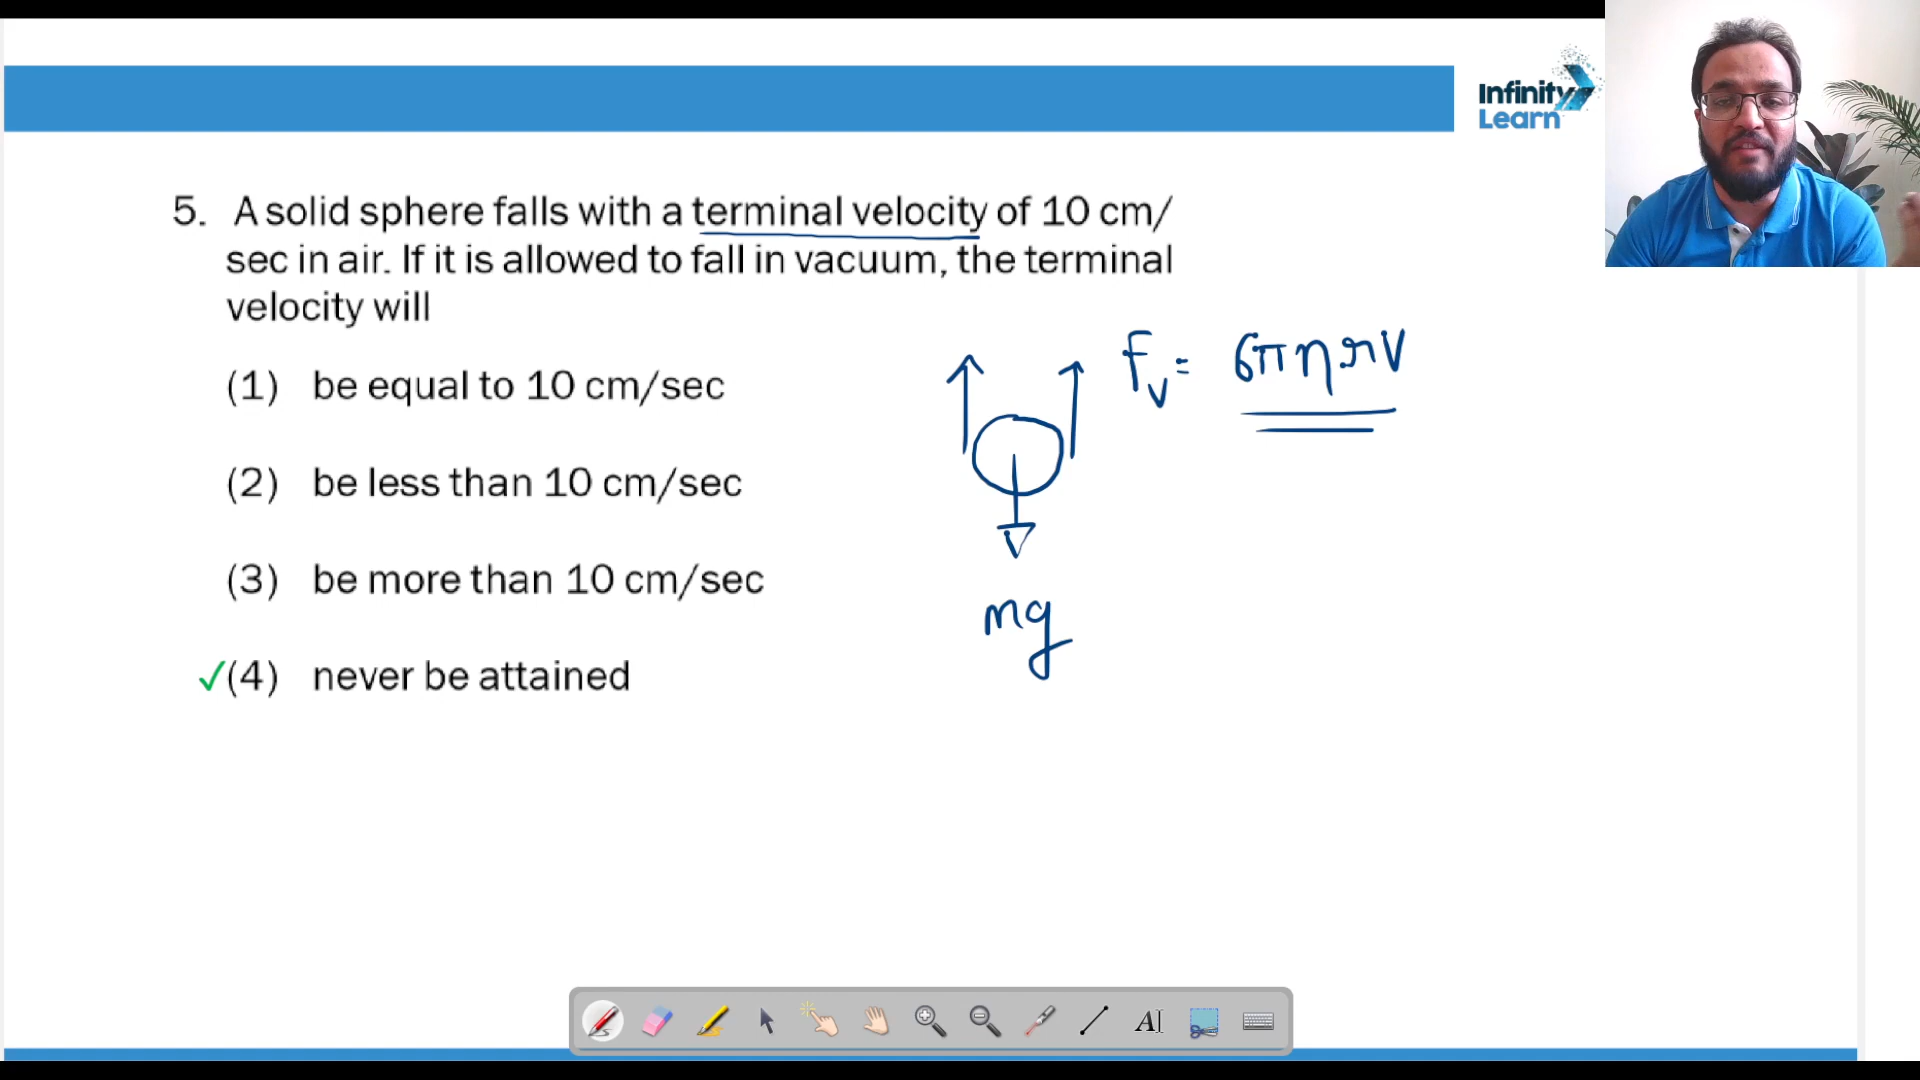 Infinity
Learn
5. A solid sphere falls with a terminal velocity of 10 cm/
sec in air. If it is allowed to fall in vacuum, the terminal
velocity will
(1) be equal to 10 cm/sec
(2) be less than 10 cm/sec
(3) be more than 10 cm/sec
✓(4) never be attained
Fv = 6πηrv
mg
AI